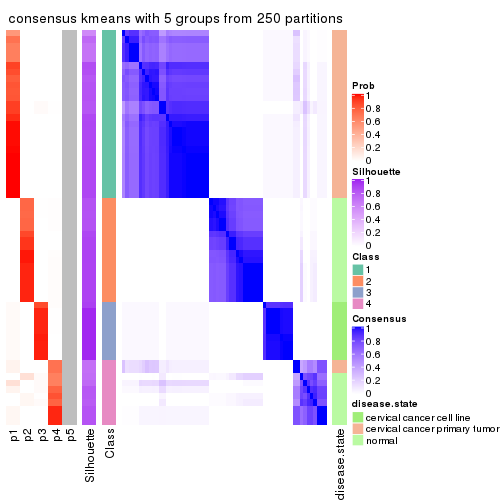 consensus kmeans with 5 groups from 250 partitions
Prob
1
0.8
0.6
0.4
0.2
0
Silhouette
1
0.8
0.6
0.4
0.2
0
Class
1
2
3
4
Consensus
1
0.8
0.6
0.4
0.2
0
disease.state
cervical cancer cell line
cervical cancer primary tumor
normal
p1
p2
p3
p4
p5
Silhouette
Class
disease.state